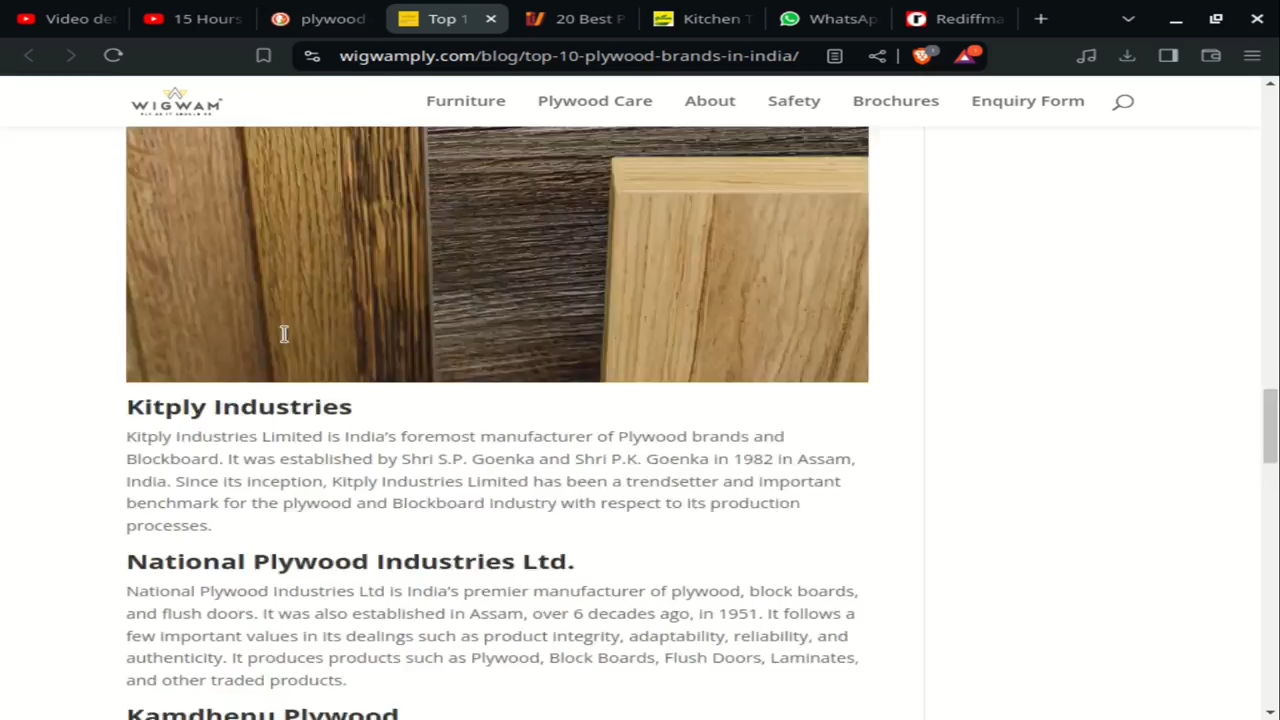 Video det
15 Hours
plywood
Top 1
20 Best P
Kitchen T
WhatsAp
Rediffma
wigwamply.com/blog/top-10-plywood-brands-in-india/
WIGWAM
Furniture
Plywood Care
About
Safety
Brochures
Enquiry Form
Kitply Industries
Kitply Industries Limited is India's foremost manufacturer of Plywood brands and
Blockboard. It was established by Shri S.P. Goenka and Shri P.K. Goenka in 1982 in Assam,
India. Since its inception, Kitply Industries Limited has been a trendsetter and important
benchmark for the plywood and Blockboard Industry with respect to its production
processes.
National Plywood Industries Ltd.
National Plywood Industries Ltd is India's premier manufacturer of plywood, block boards,
and flush doors. It was also established in Assam, over 6 decades ago, in 1951. It follows a
few important values in its dealings such as product integrity, adaptability, reliability, and
authenticity. It produces products such as Plywood, Block Boards, Flush Doors, Laminates,
and other traded products.
Kamdhenu Plywood